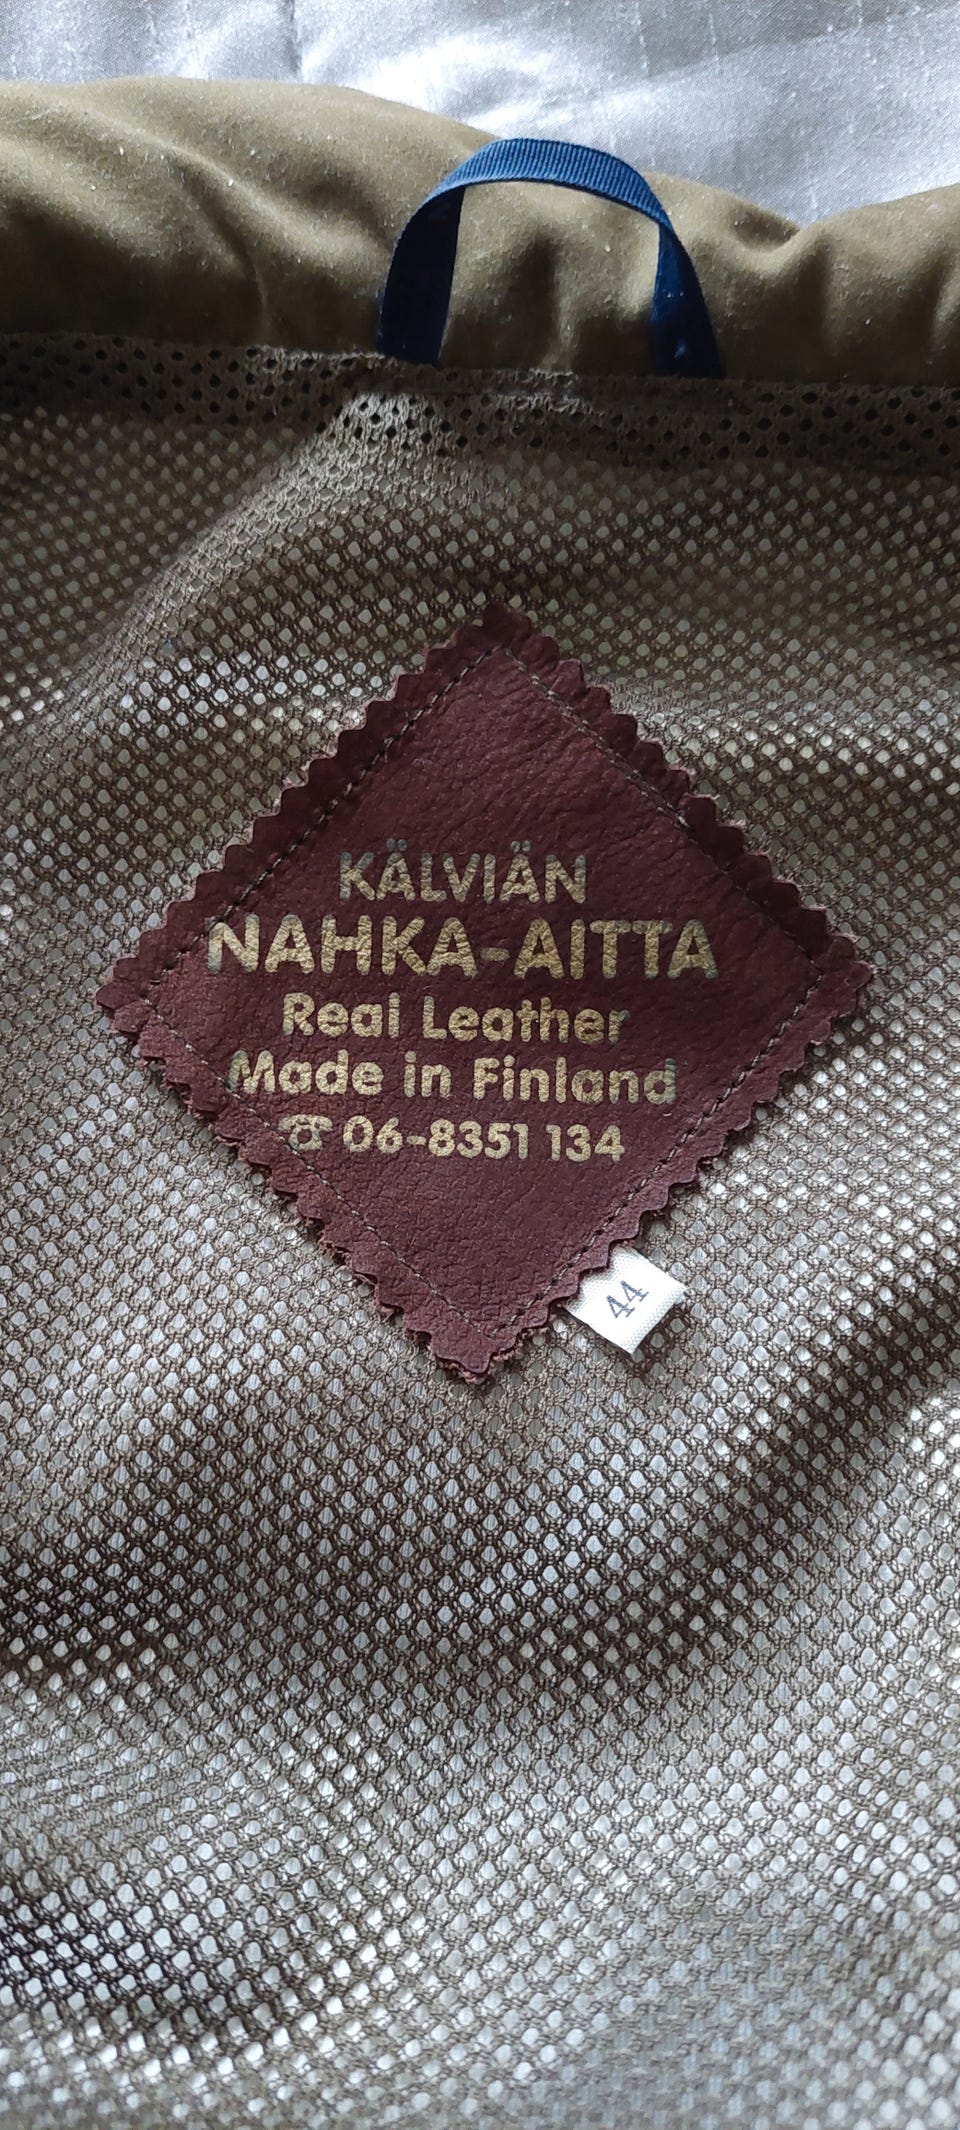 KÄLVIÄN
NAHKA-AITTA
Real Leather
Made in Finland
☎ 06-8351 134
44